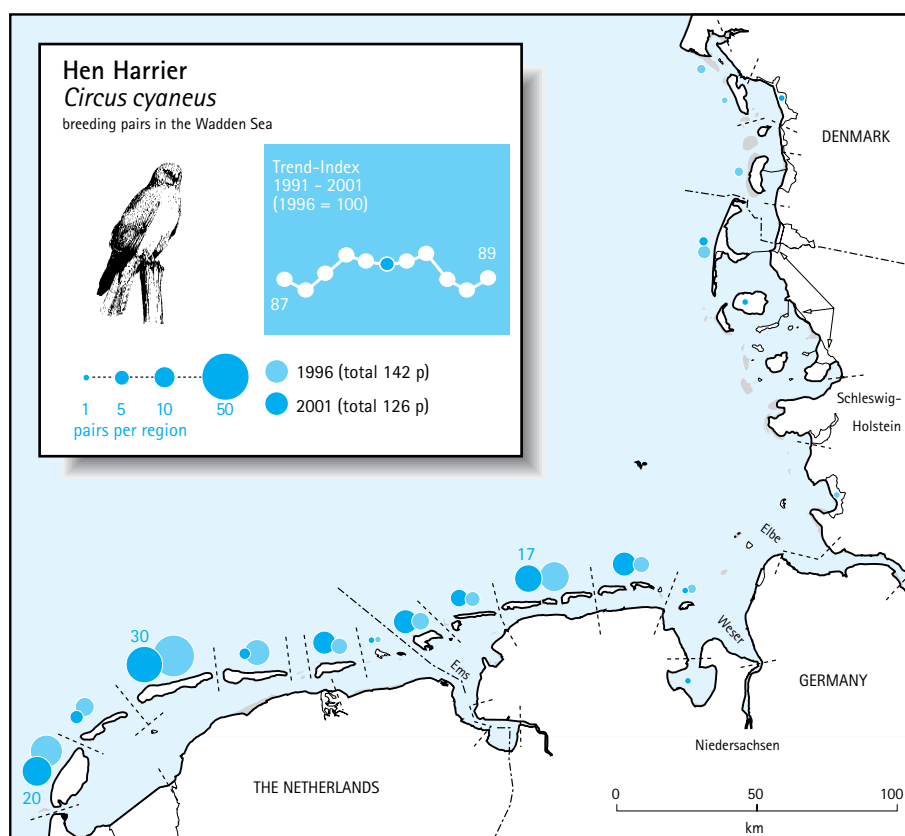 Hen Harrier
Circus cyaneus
breeding pairs in the Wadden Sea
Trend-Index
1991 - 2001
(1996 = 100)
89
87
1996 (total 142 p)
2001 (total 126 p)
1 5 10 50
pairs per region
DENMARK
Schleswig-
Holstein
Elbe
17
Weser
30
Ems
GERMANY
Niedersachsen
THE NETHERLANDS
20
0 50 100
km